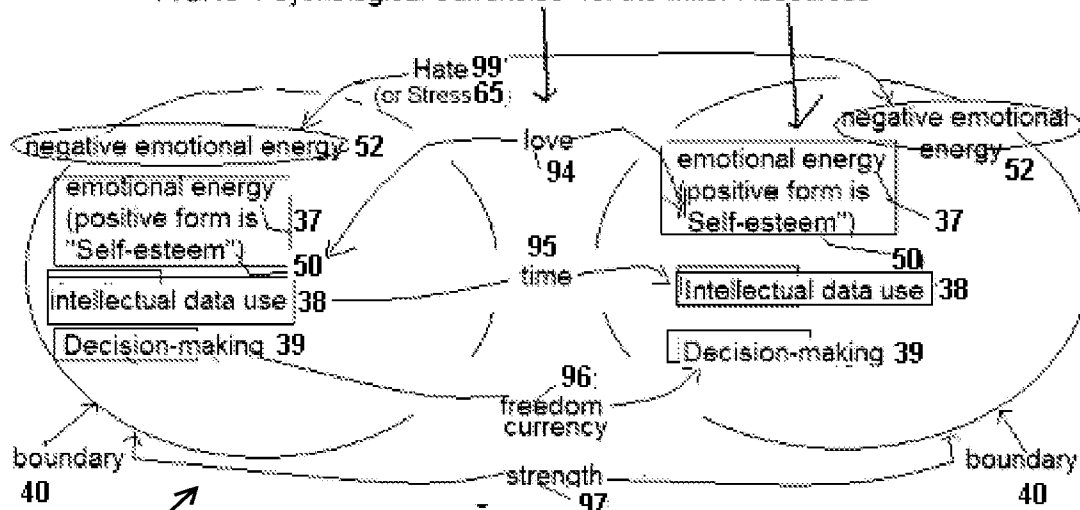 Hate 99
(or Stress 65)
negative emotional energy 52
negative emotional
energy 52
love
94
emotional energy
(positive form is
"Self-esteem")
37
50
emotional energy
(positive form is
"Self-esteem")
37
50
95
time
intellectual data use 38
Intellectual data use 38
Decision-making 39
Decision-making 39
96
freedom
currency
boundary
40
strength
97
boundary
40